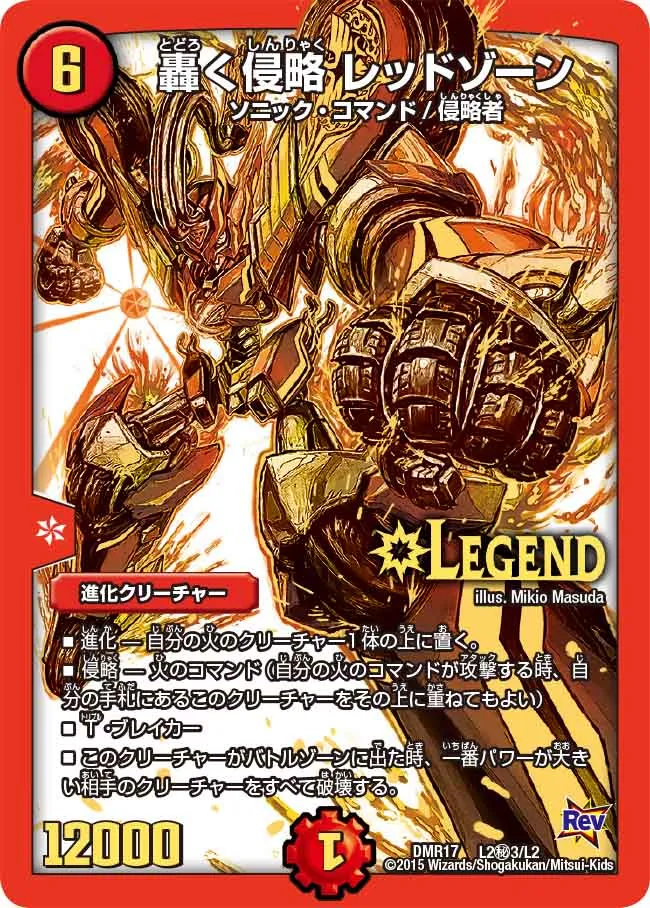 6
轟く侵略 レッドゾーン
ソニック・コマンド / 侵略者
LEGEND
illus. Mikio Masuda
進化クリーチャー
■ 進化 ― 自分の火のクリーチャー1体の上に置く。
■ 侵略 ― 火のコマンド (自分の火のコマンドが攻撃する時、自
分の手札にあるこのクリーチャーをその上に重ねてもよい)
■ T・ブレイカー
■ このクリーチャーがバトルゾーンに出た時、一番パワーが大き
い相手のクリーチャーをすべて破壊する。
12000
1
Rev
DMR17 L2㊙3/L2
©2015 Wizards/Shogakukan/Mitsui-Kids